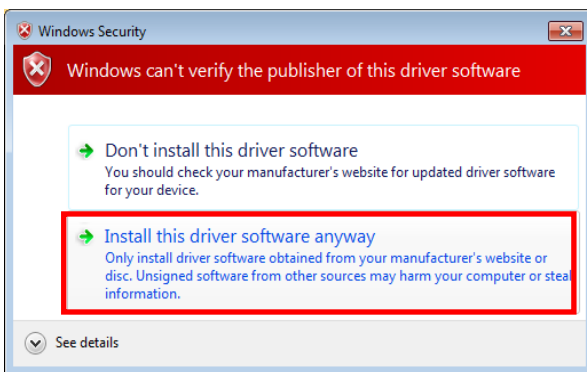 Windows Security
Windows can't verify the publisher of this driver software
Don't install this driver software
You should check your manufacturer's website for updated driver software
for your device.
Install this driver software anyway
Only install driver software obtained from your manufacturer's website or
disc. Unsigned software from other sources may harm your computer or steal
information.
See details